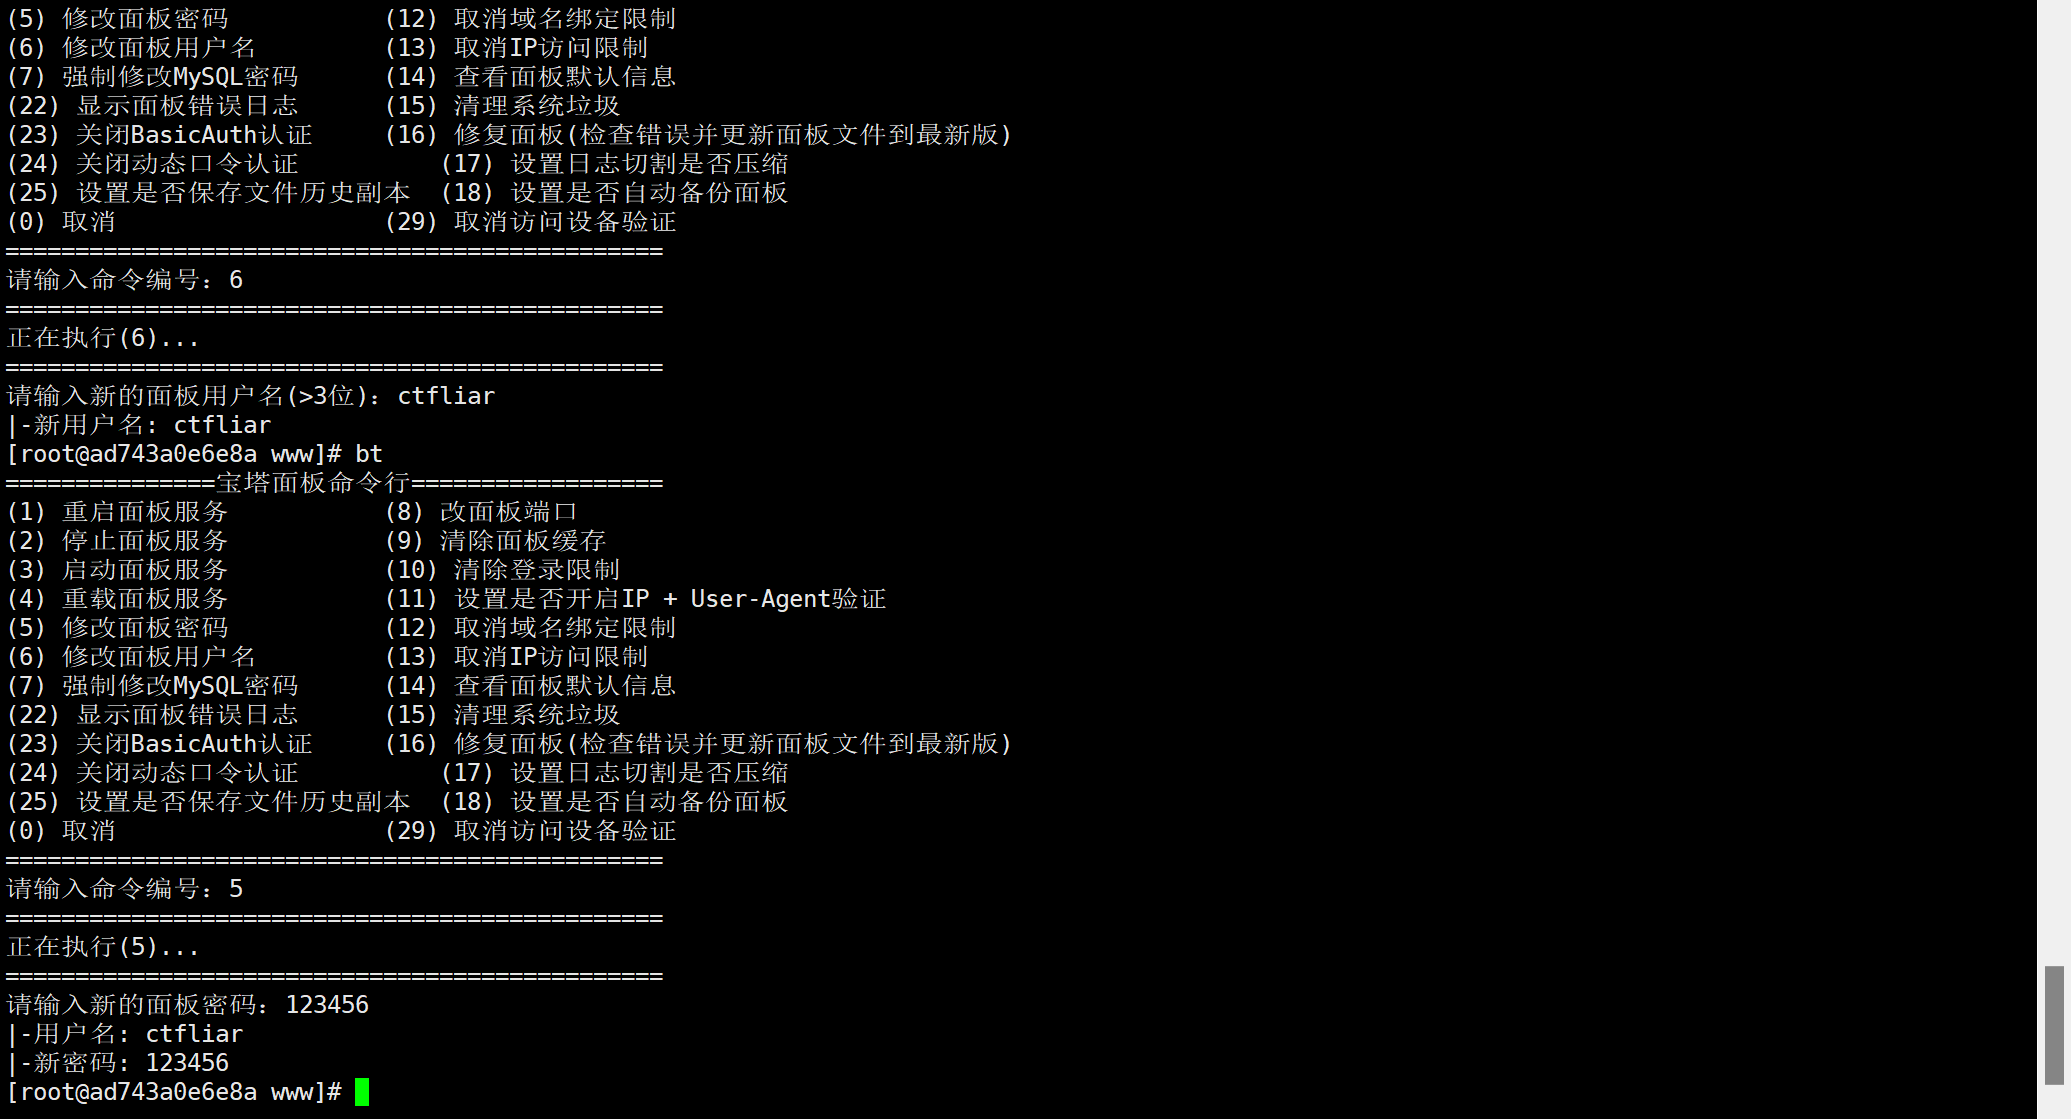 (5) 修改面板密码           (12) 取消域名绑定限制
(6) 修改面板用户名         (13) 取消IP访问限制
(7) 强制修改MySQL密码      (14) 查看面板默认信息
(22) 显示面板错误日志      (15) 清理系统垃圾
(23) 关闭BasicAuth认证     (16) 修复面板(检查错误并更新面板文件到最新版)
(24) 关闭动态口令认证          (17) 设置日志切割是否压缩
(25) 设置是否保存文件历史副本  (18) 设置是否自动备份面板
(0) 取消                   (29) 取消访问设备验证
===============================================
请输入命令编号：6
===============================================
正在执行(6)...
===============================================
请输入新的面板用户名(>3位)：ctfliar
|-新用户名: ctfliar
[root@ad743a0e6e8a www]# bt
===============宝塔面板命令行==================
(1) 重启面板服务           (8) 改面板端口
(2) 停止面板服务           (9) 清除面板缓存
(3) 启动面板服务           (10) 清除登录限制
(4) 重载面板服务           (11) 设置是否开启IP + User-Agent验证
(5) 修改面板密码           (12) 取消域名绑定限制
(6) 修改面板用户名         (13) 取消IP访问限制
(7) 强制修改MySQL密码      (14) 查看面板默认信息
(22) 显示面板错误日志      (15) 清理系统垃圾
(23) 关闭BasicAuth认证     (16) 修复面板(检查错误并更新面板文件到最新版)
(24) 关闭动态口令认证          (17) 设置日志切割是否压缩
(25) 设置是否保存文件历史副本  (18) 设置是否自动备份面板
(0) 取消                   (29) 取消访问设备验证
===============================================
请输入命令编号：5
===============================================
正在执行(5)...
===============================================
请输入新的面板密码：123456
|-用户名: ctfliar
|-新密码: 123456
[root@ad743a0e6e8a www]#